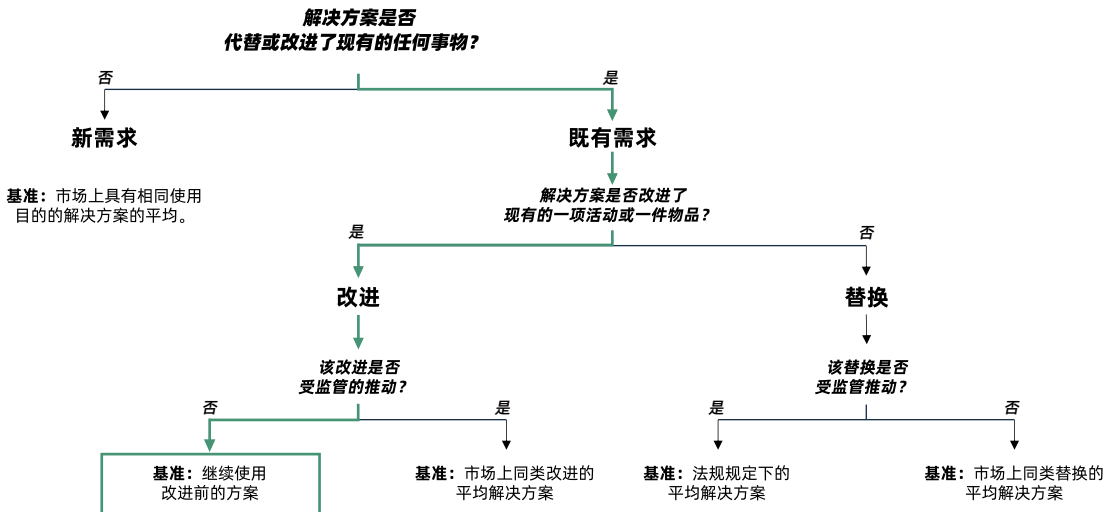 解决方案是否
代替或改进了现有的任何事物？
否
是
新需求
既有需求
基准：市场上具有相同使用
目的的解决方案的平均。
解决方案是否改进了
现有的一项活动或一件物品？
是
否
改进
替换
该改进是否
受监管的推动？
该替换是否
受监管推动？
否
是
是
否
基准：继续使用
改进前的方案
基准：市场上同类改进的
平均解决方案
基准：法规规定下的
平均解决方案
基准：市场上同类替换的
平均解决方案